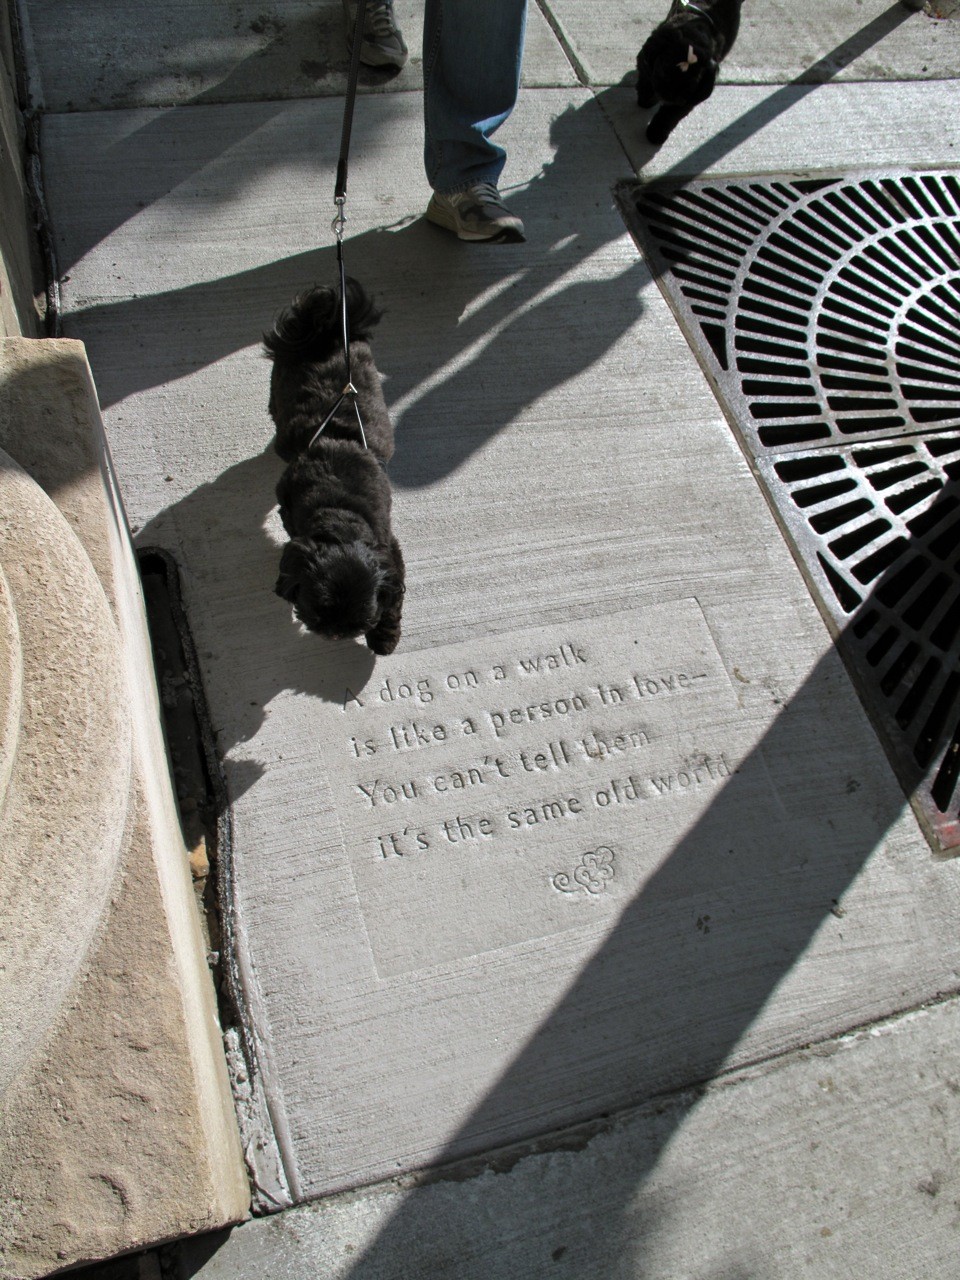 A dog on a walk
is like a person in love—
You can't tell them
it's the same old world.